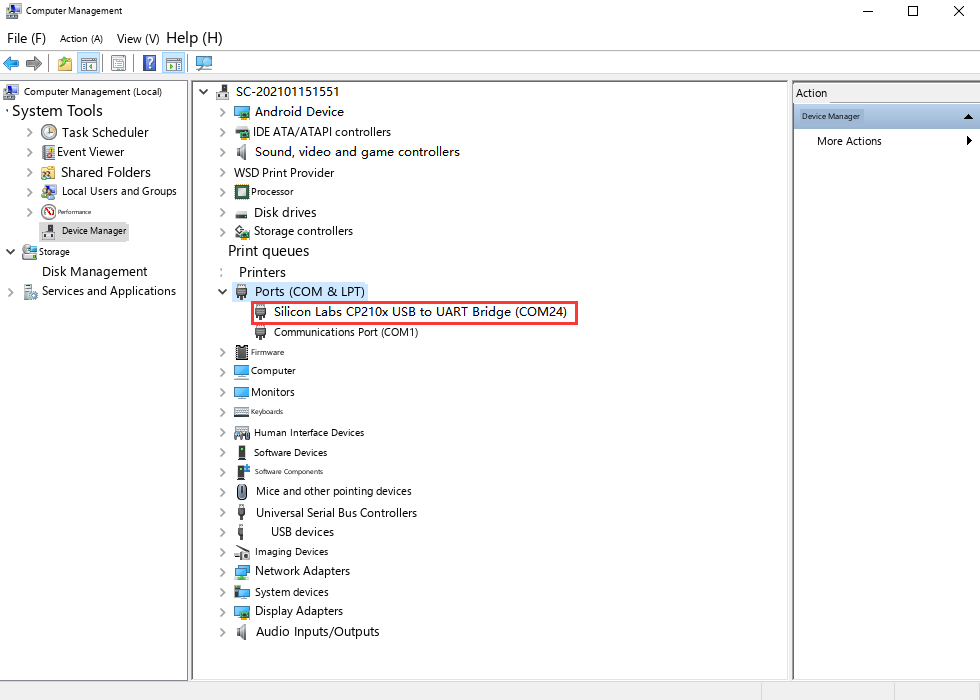 Computer Management
File (F) Action (A) View (V) Help (H)
Computer Management (Local)
System Tools
Task Scheduler
Event Viewer
Shared Folders
Local Users and Groups
Performance
Device Manager
Storage
Disk Management
Services and Applications
SC-202101151551
Android Device
IDE ATA/ATAPI controllers
Sound, video and game controllers
WSD Print Provider
Processor
Disk drives
Storage controllers
Print queues
Printers
Ports (COM & LPT)
Silicon Labs CP210x USB to UART Bridge (COM24)
Communications Port (COM1)
Firmware
Computer
Monitors
Keyboards
Human Interface Devices
Software Devices
Software Components
Mice and other pointing devices
Universal Serial Bus Controllers
USB devices
Imaging Devices
Network Adapters
System devices
Display Adapters
Audio Inputs/Outputs
Action
Device Manager
More Actions